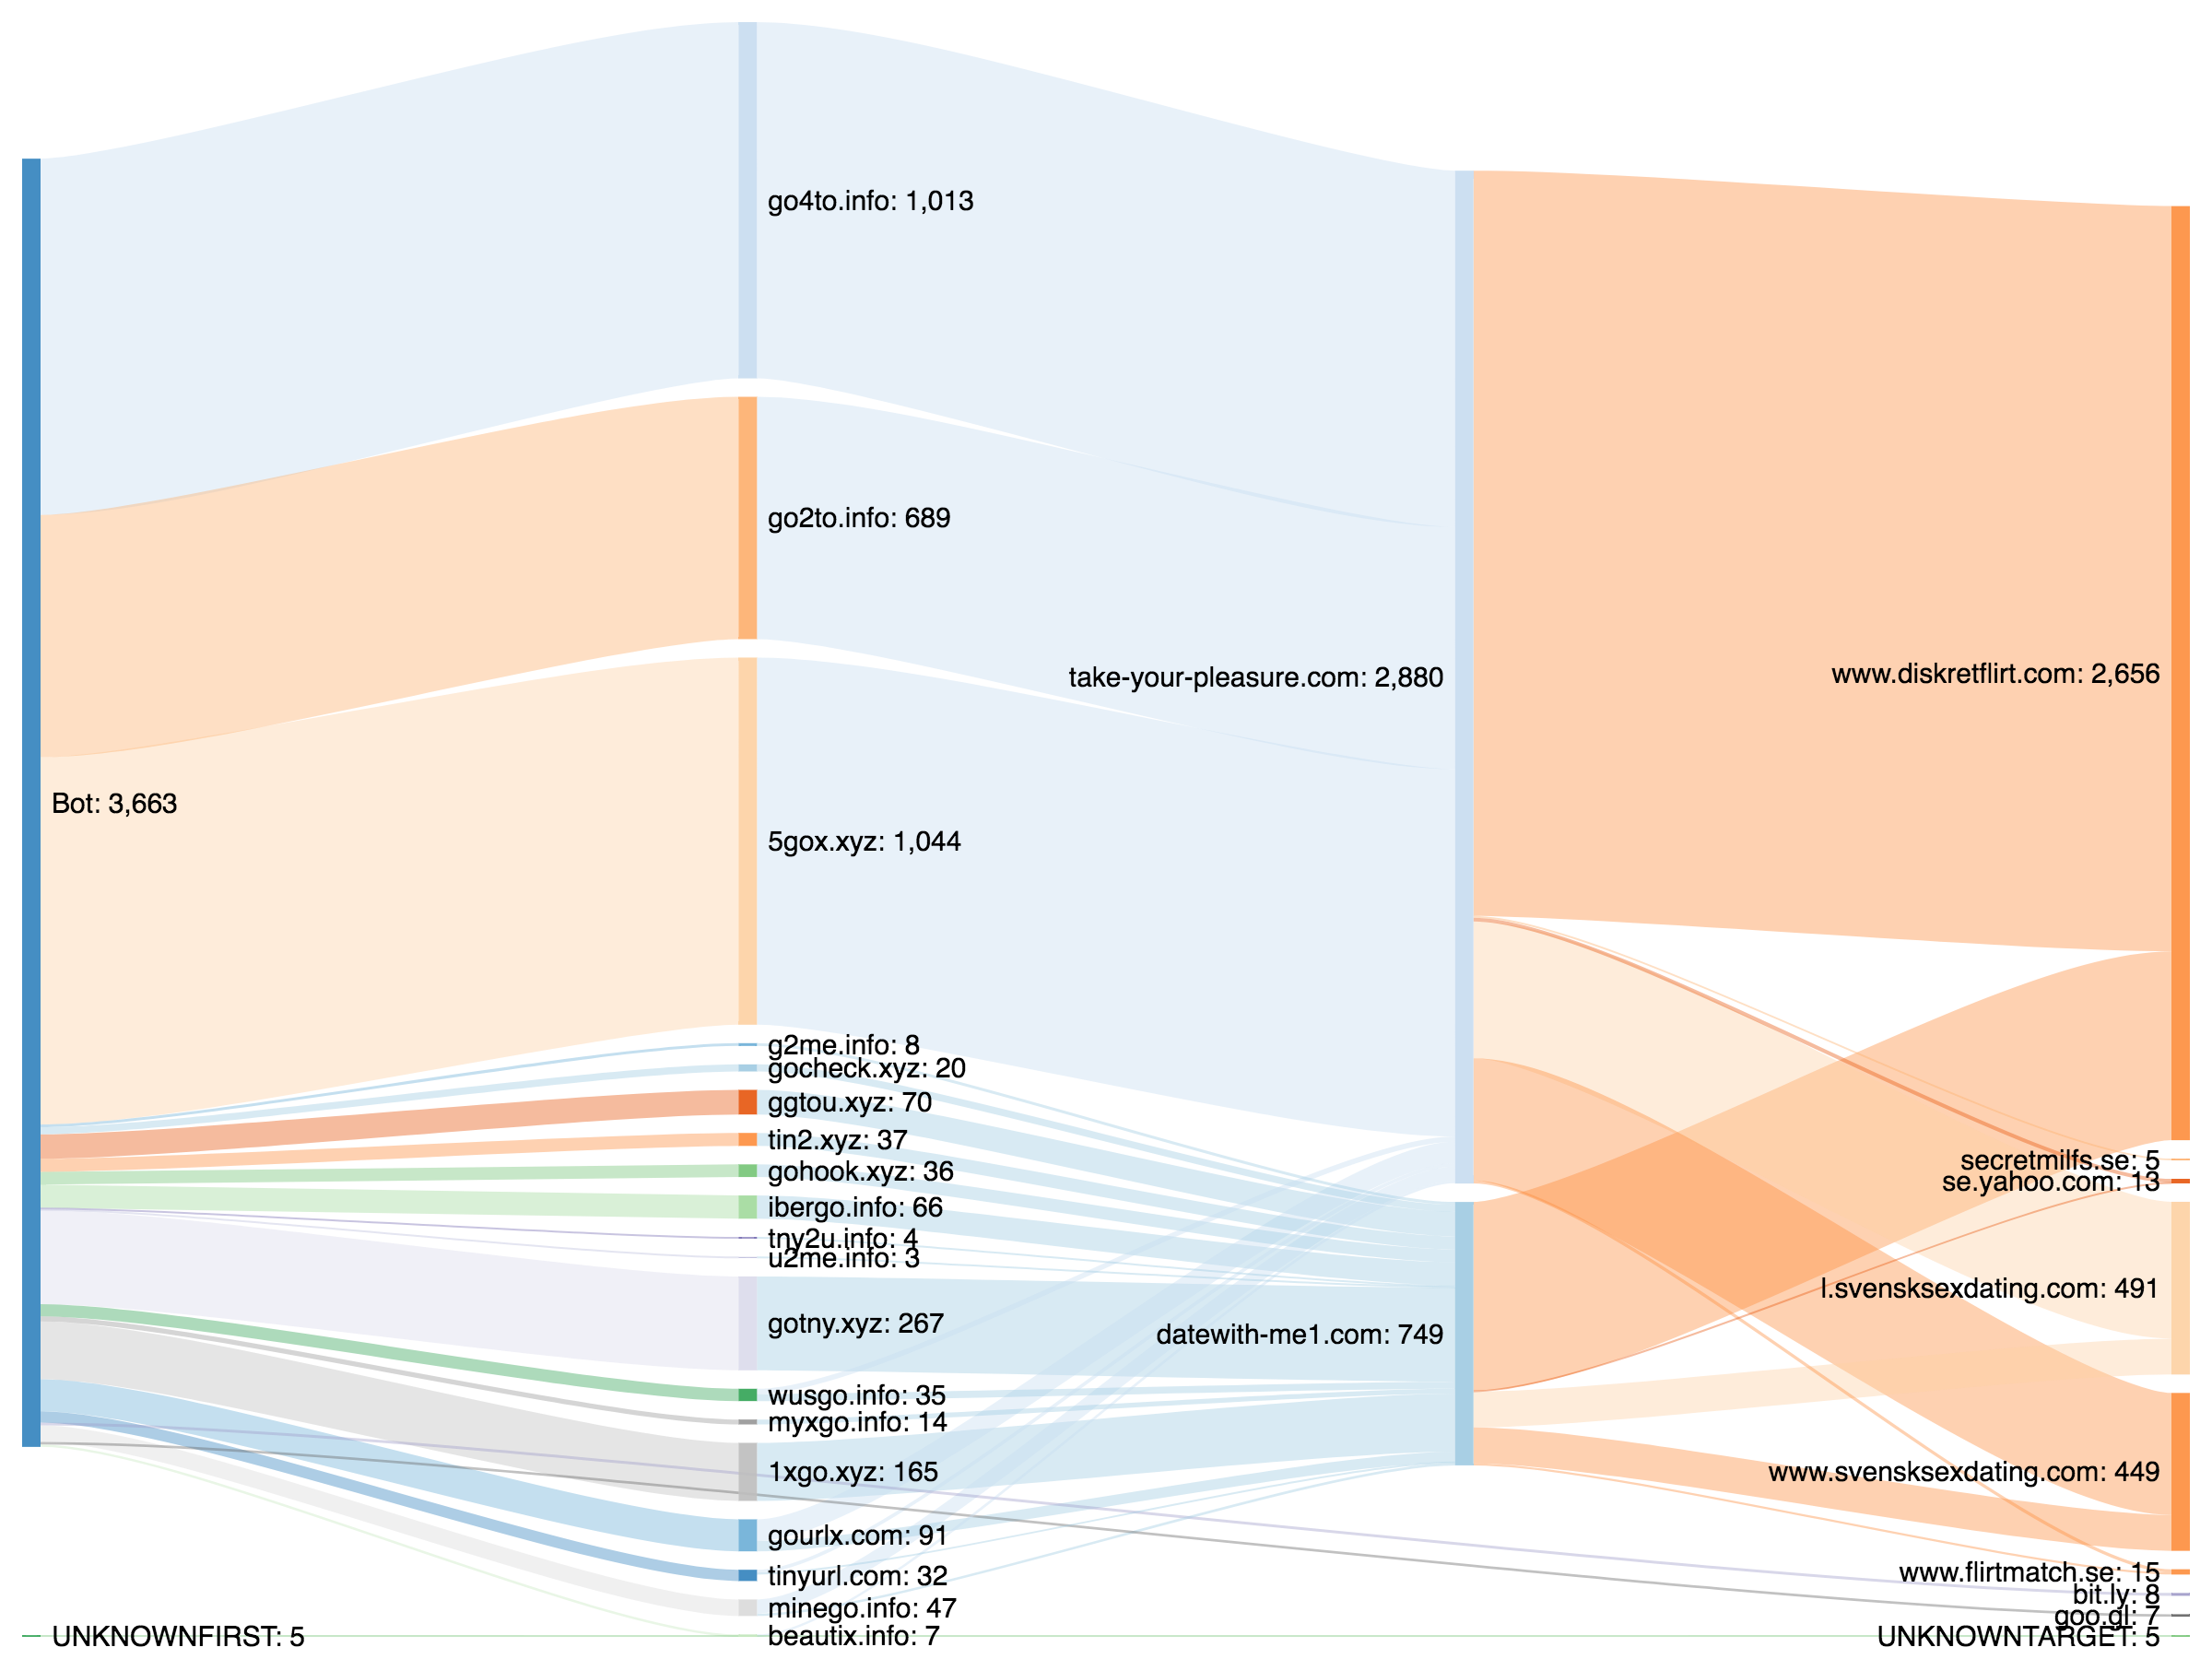 go4to.info: 1,013
go2to.info: 689
take-your-pleasure.com: 2,880
www.diskretflirt.com: 2,656
Bot: 3,663
5gox.xyz: 1,044
g2me.info: 8
gocheck.xyz: 20
ggtou.xyz: 70
tin2.xyz: 37
secretmilfs.se: 5
gohook.xyz: 36
se.yahoo.com: 13
ibergo.info: 66
tny2u.info: 4
u2me.info: 3
l.svensksexdating.com: 491
gotny.xyz: 267
datewith-me1.com: 749
wusgo.info: 35
myxgo.info: 14
1xgo.xyz: 165
www.svensksexdating.com: 449
gourlx.com: 91
www.flirtmatch.se: 15
tinyurl.com: 32
bit.ly: 8
minego.info: 47
goo.gl: 7
UNKNOWNFIRST: 5
beautix.info: 7
UNKNOWNTARGET: 5